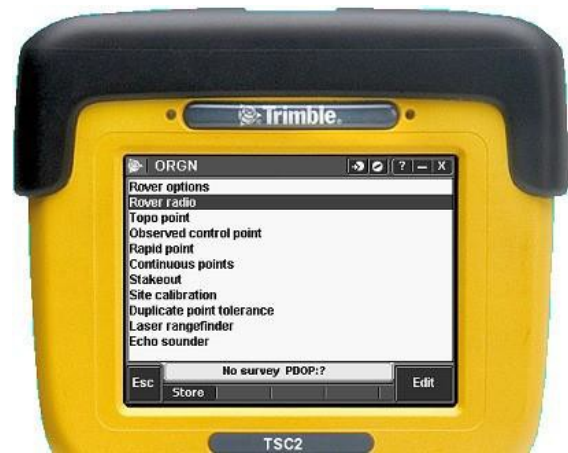 Trimble.
ORGN ? – X
Rover options
Rover radio
Topo point
Observed control point
Rapid point
Continuous points
Stakeout
Site calibration
Duplicate point tolerance
Laser rangefinder
Echo sounder
No survey PDOP:?
Esc Store Edit
TSC2